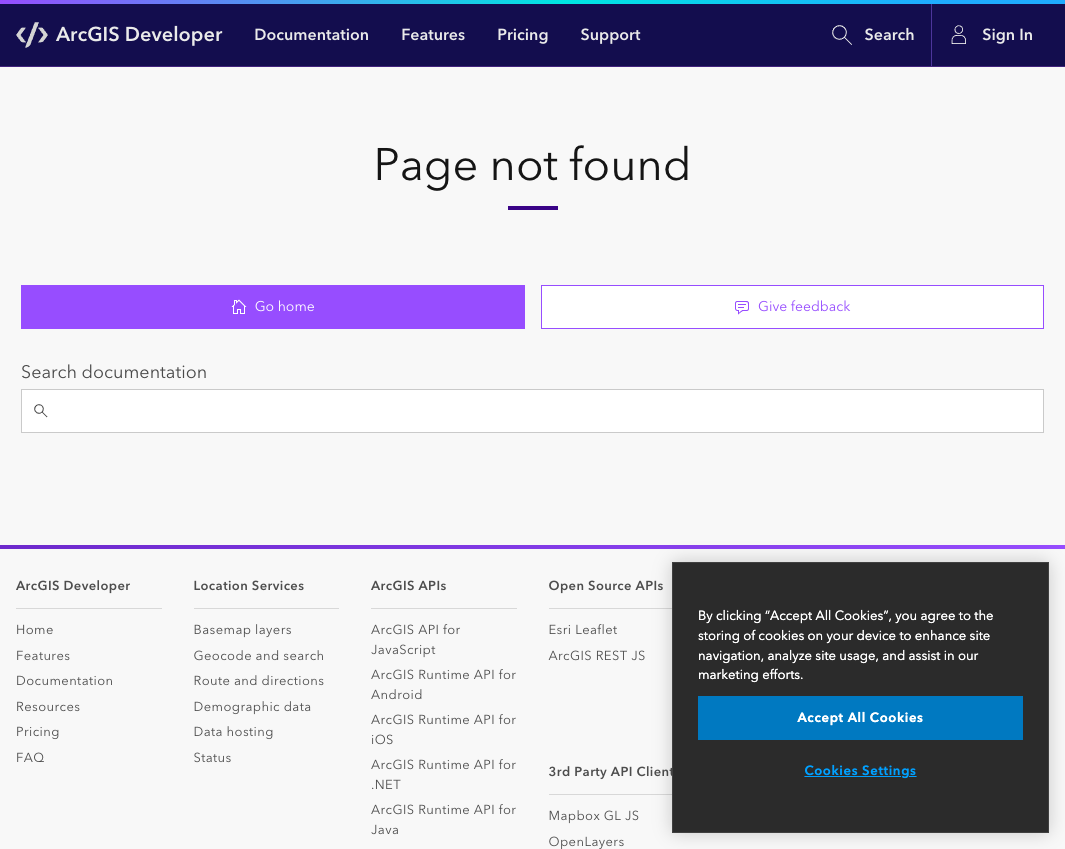 ArcGIS Developer
Documentation
Features
Pricing
Support
Search
Sign In
Page not found
Go home
Give feedback
Search documentation
ArcGIS Developer
Home
Features
Documentation
Resources
Pricing
FAQ
Location Services
Basemap layers
Geocode and search
Route and directions
Demographic data
Data hosting
Status
ArcGIS APIs
ArcGIS API for
JavaScript
ArcGIS Runtime API for
Android
ArcGIS Runtime API for
iOS
ArcGIS Runtime API for
.NET
ArcGIS Runtime API for
Java
Open Source APIs
Esri Leaflet
ArcGIS REST JS
3rd Party API Client
Mapbox GL JS
OpenLayers
By clicking “Accept All Cookies”, you agree to the
storing of cookies on your device to enhance site
navigation, analyze site usage, and assist in our
marketing efforts.
Accept All Cookies
Cookies Settings